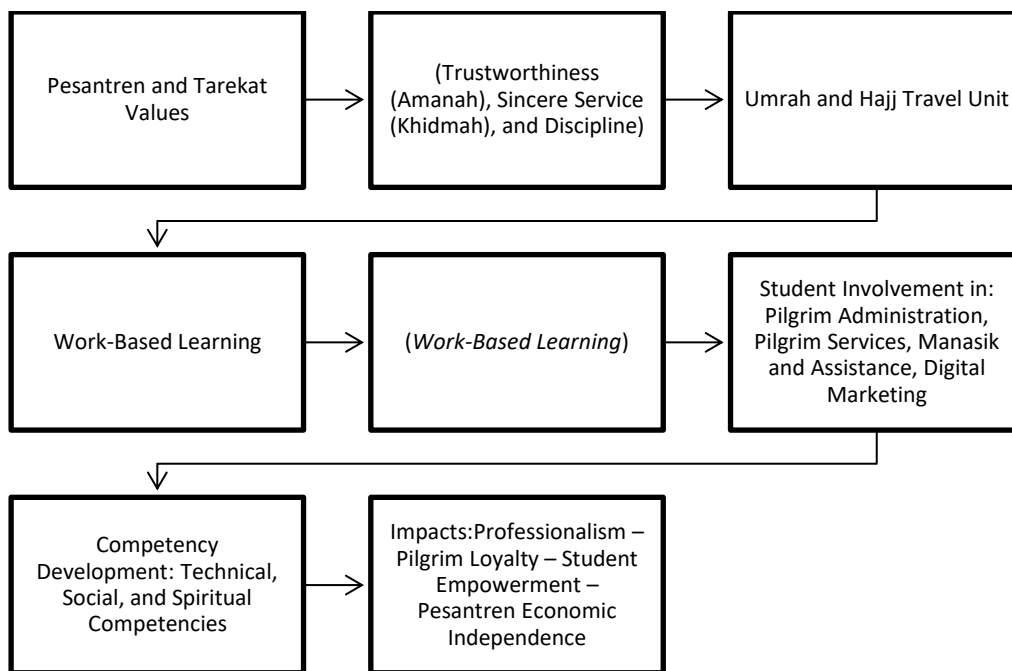 Pesantren and Tarekat
Values
(Trustworthiness
(Amanah), Sincere Service
(Khidmah), and Discipline)
Umrah and Hajj Travel Unit
Work-Based Learning
(Work-Based Learning)
Student Involvement in:
Pilgrim Administration,
Pilgrim Services, Manasik
and Assistance, Digital
Marketing
Competency
Development: Technical,
Social, and Spiritual
Competencies
Impacts:Professionalism –
Pilgrim Loyalty – Student
Empowerment –
Pesantren Economic
Independence